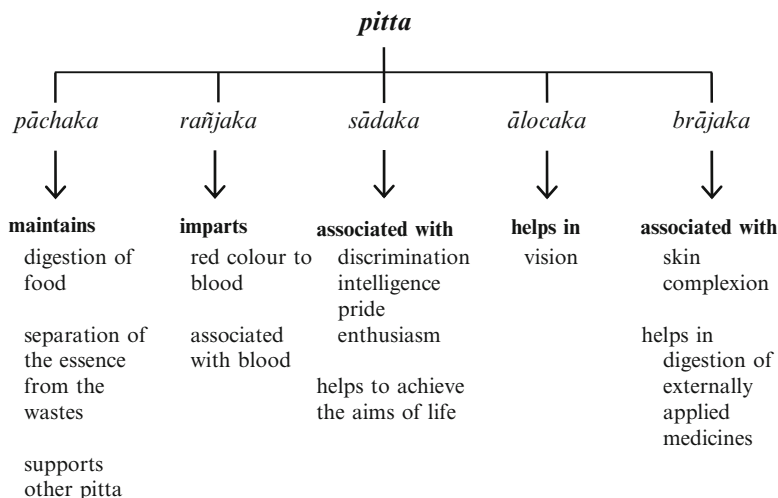 pitta
pāchaka
rañjaka
sādaka
ālocaka
brājaka
maintains
digestion of
food
separation of
the essence
from the
wastes
supports
other pitta
imparts
red colour to
blood
associated
with blood
associated with
discrimination
intelligence
pride
enthusiasm
helps to achieve
the aims of life
helps in
vision
associated with
skin
complexion
helps in
digestion of
externally
applied
medicines